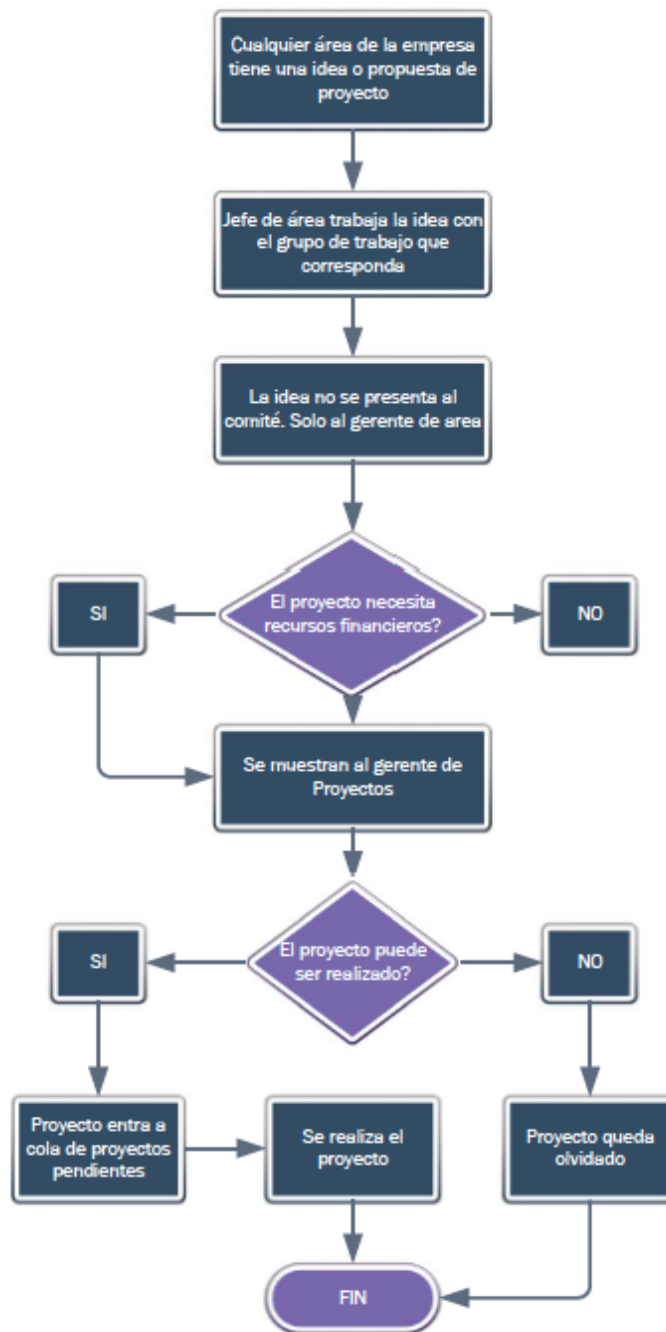 Cualquier área de la empresa
tiene una idea o propuesta de
proyecto
Jefe de área trabaja la idea con
el grupo de trabajo que
corresponda
La idea no se presenta al
comité. Solo al gerente de area
SI
El proyecto necesita
recursos financieros?
NO
Se muestran al gerente de
Proyectos
SI
El proyecto puede
ser realizado?
NO
Proyecto entra a
cola de proyectos
pendientes
Se realiza el
proyecto
Proyecto queda
olvidado
FIN